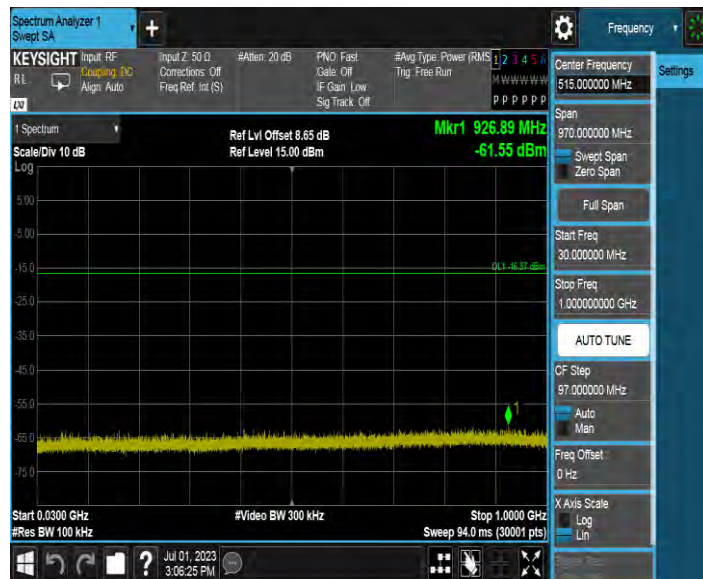 Spectrum Analyzer 1
Swept SA
+
Frequency
KEYSIGHT
RL
Input: RF
Coupling: DC
Align: Auto
Input Z: 50 Ω
Corrections: Off
Freq Ref: Int (S)
#Atten: 20 dB
PNO: Fast
Gate: Off
IF Gain: Low
Sig Track: Off
#Avg Type: Power (RMS
Trig: Free Run
1 2 3 4 5 6
M W W W W W
P P P P P P
Center Frequency
515.000000 MHz
Settings
Span
970.000000 MHz
Swept Span
Zero Span
Full Span
Start Freq
30.000000 MHz
Stop Freq
1.000000000 GHz
AUTO TUNE
CF Step
97.000000 MHz
Auto
Man
Freq Offset
0 Hz
X Axis Scale
Log
Lin
1 Spectrum
Scale/Div 10 dB
Ref Lvl Offset 8.65 dB
Ref Level 15.00 dBm
Mkr1 926.89 MHz
-61.55 dBm
Log
5.00
-5.00
-15.0
DL1 -16.57 dBm
-25.0
-35.0
-45.0
-55.0
1
-65.0
-75.0
Start 0.0300 GHz
#Video BW 300 kHz
Stop 1.0000 GHz
#Res BW 100 kHz
Sweep 94.0 ms (30001 pts)
?
Jul 01, 2023
3:06:25 PM